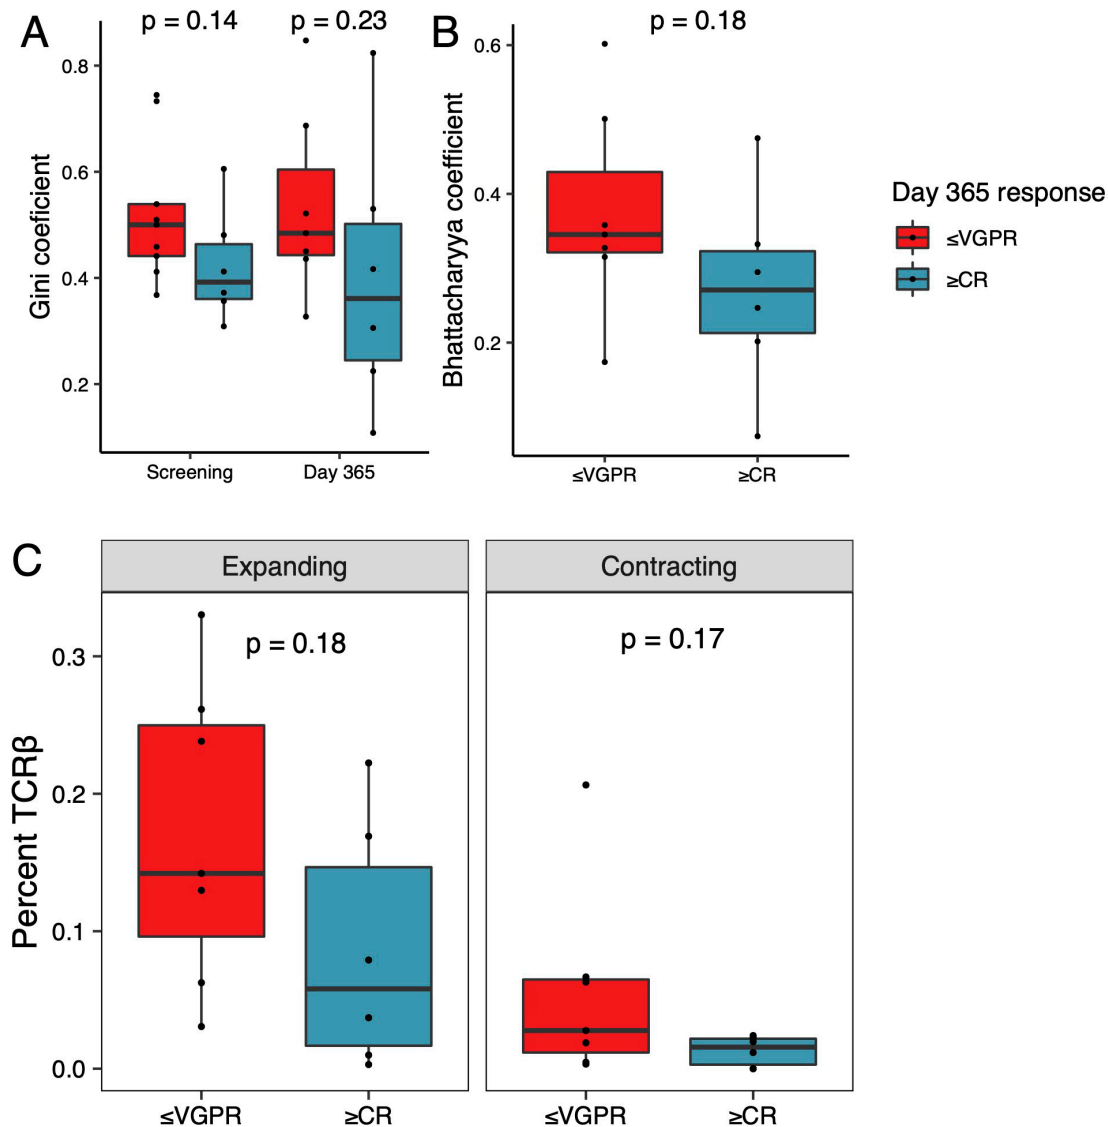 A
p = 0.14
p = 0.23
Gini coeficient
0.8
0.6
0.4
0.2
Screening
Day 365
B
p = 0.18
Bhattacharyya coefficient
0.6
0.4
0.2
≤VGPR
≥CR
Day 365 response
≤VGPR
≥CR
C
Expanding
Contracting
p = 0.18
p = 0.17
Percent TCRβ
0.3
0.2
0.1
0.0
≤VGPR
≥CR
≤VGPR
≥CR